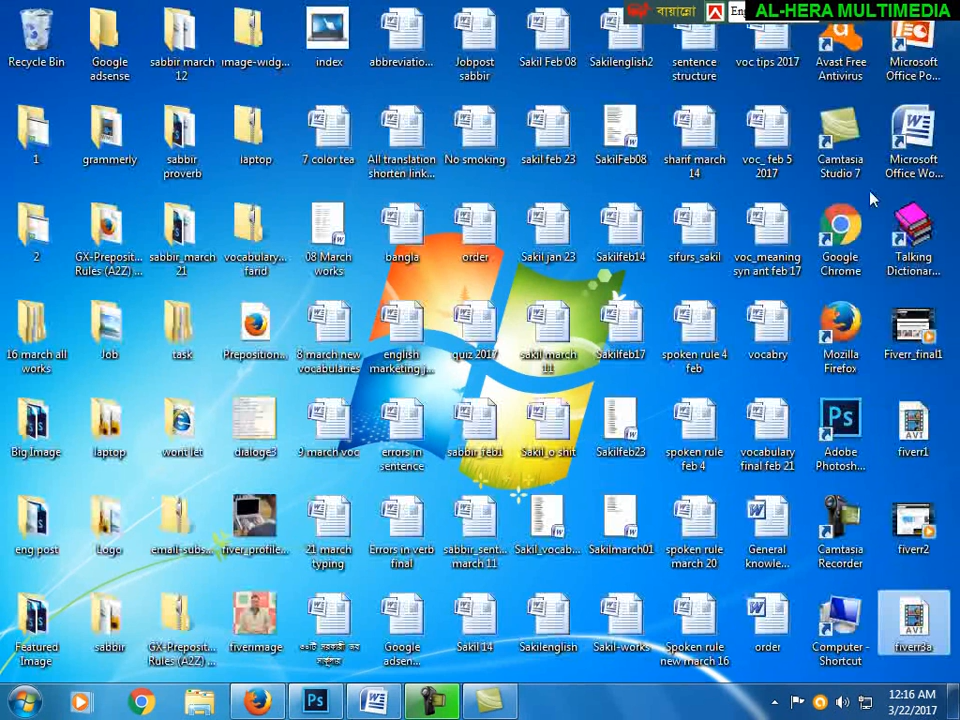 বায়ান্নো
AL-HERA MULTIMEDIA
Recycle Bin
Google
adsense
sabbir march
12
image-widg...
index
abbreviatio...
Jobpost
sabbir
Sakil Feb 08
Sakilenglish2
sentence
structure
voc tips 2017
Avast Free
Antivirus
Microsoft
Office Po...
1
grammerly
sabbir
proverb
laptop
7 color tea
All translation
shorten link...
No smoking
sakil feb 23
SakilFeb08
sharif march
14
voc_ feb 5
2017
Camtasia
Studio 7
Microsoft
Office Wo...
2
GX-Preposit...
Rules (A2Z) ...
sabbir_march
21
vocabulary...
farid
08 March
works
bangla
order
Sakil jan 23
Sakilfeb14
sifurs_sakil
voc_meaning
syn ant feb 17
Google
Chrome
Talking
Dictionar...
16 march all
works
Job
task
Preposition...
8 march new
vocabularies
english
marketing j...
quiz 2017
sakil march
11
Sakilfeb17
spoken rule 4
feb
vocabry
Mozilla
Firefox
Fiverr_final1
Big Image
laptop
wont let
dialoge3
9 march voc
errors in
sentence
sabbir feb1
Sakil_o shit
Sakilfeb23
spoken rule
feb 4
vocabulary
final feb 21
Ps
Adobe
Photosh...
AVI
fiverr1
eng post
Logo
email-subs...
fiver_profile...
21 march
typing
Errors in verb
final
sabbir_sent...
march 11
Sakil_vocab...
Sakilmarch01
spoken rule
march 20
General
knowle...
Camtasia
Recorder
fiverr2
Featured
Image
sabbir
GX-Preposit...
Rules (A2Z) ...
fiverrimage
Google
adsen...
Sakil 14
Sakilenglish
Sakil-works
Spoken rule
new march 16
order
Computer -
Shortcut
AVI
fiverr3a
Ps
12:16 AM
3/22/2017